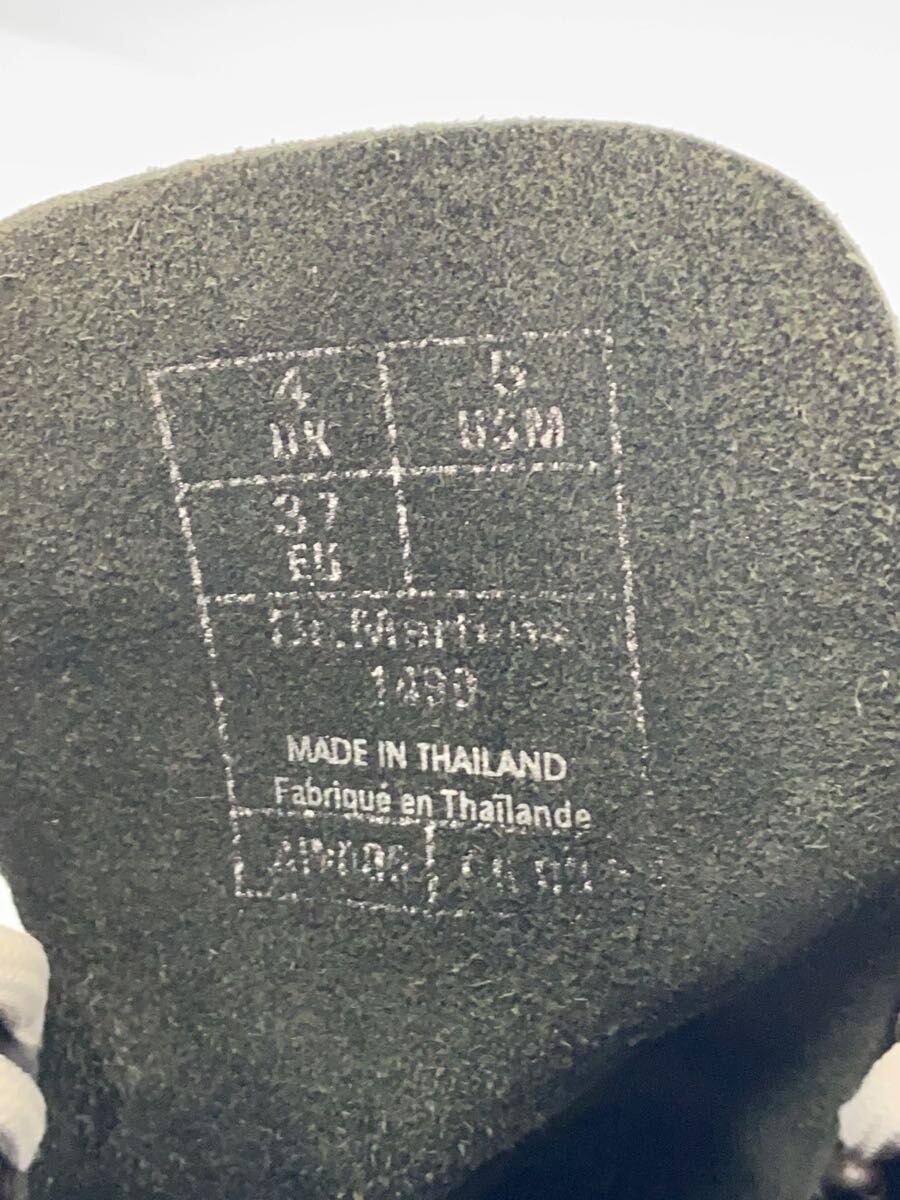 4 5
UK USM
37
EU
Dr.Martens
1490
MADE IN THAILAND
Fabriqué en Thaïlande